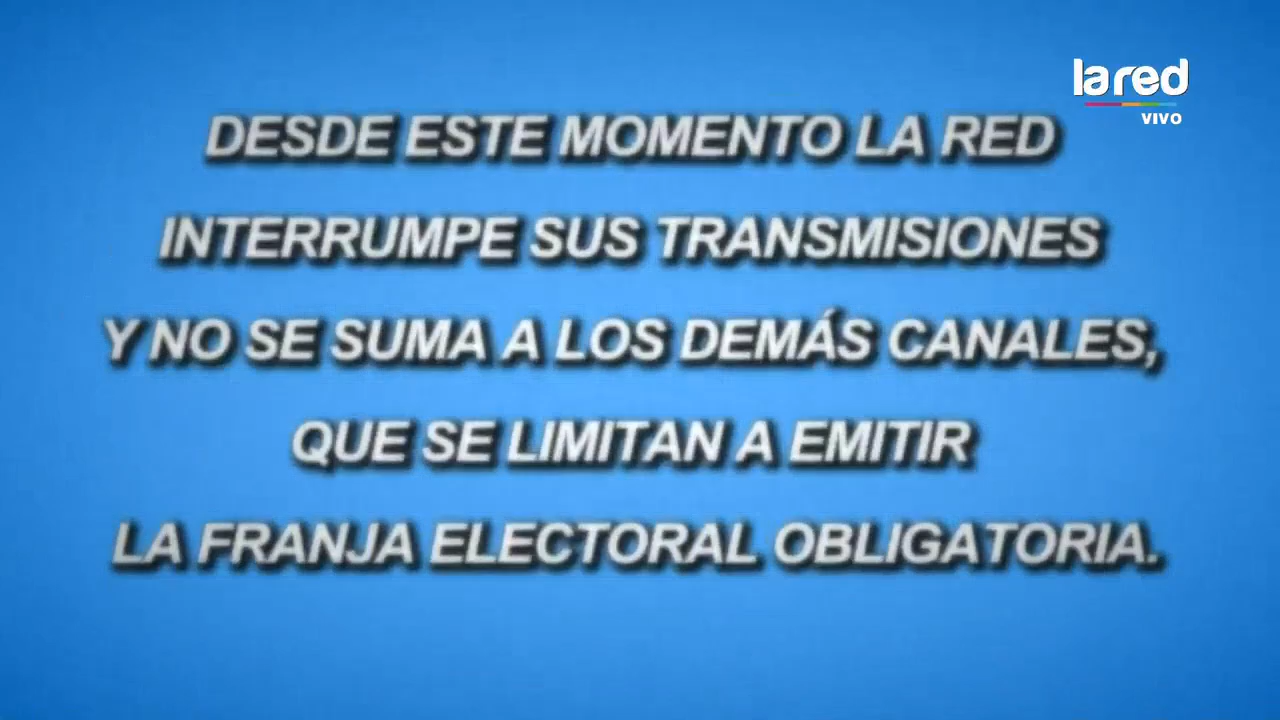 lared
VIVO
DESDE ESTE MOMENTO LA RED
INTERRUMPE SUS TRANSMISIONES
Y NO SE SUMA A LOS DEMÁS CANALES,
QUE SE LIMITAN A EMITIR
LA FRANJA ELECTORAL OBLIGATORIA.